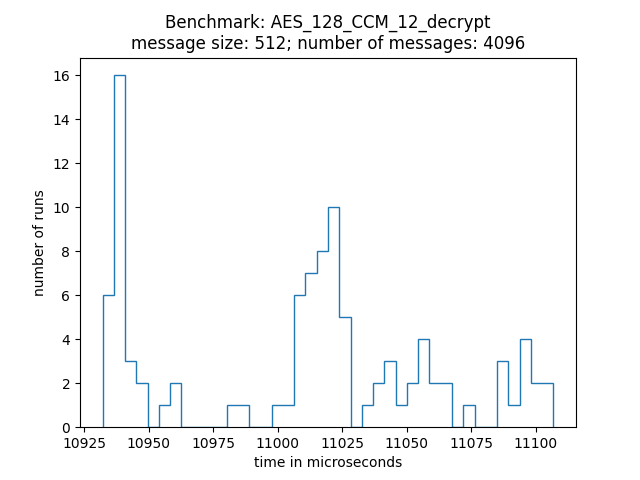 Benchmark: AES_128_CCM_12_decrypt
message size: 512; number of messages: 4096
16
14
12
10
8
6
4
2
0
number of runs
10925 10950 10975 11000 11025 11050 11075 11100
time in microseconds